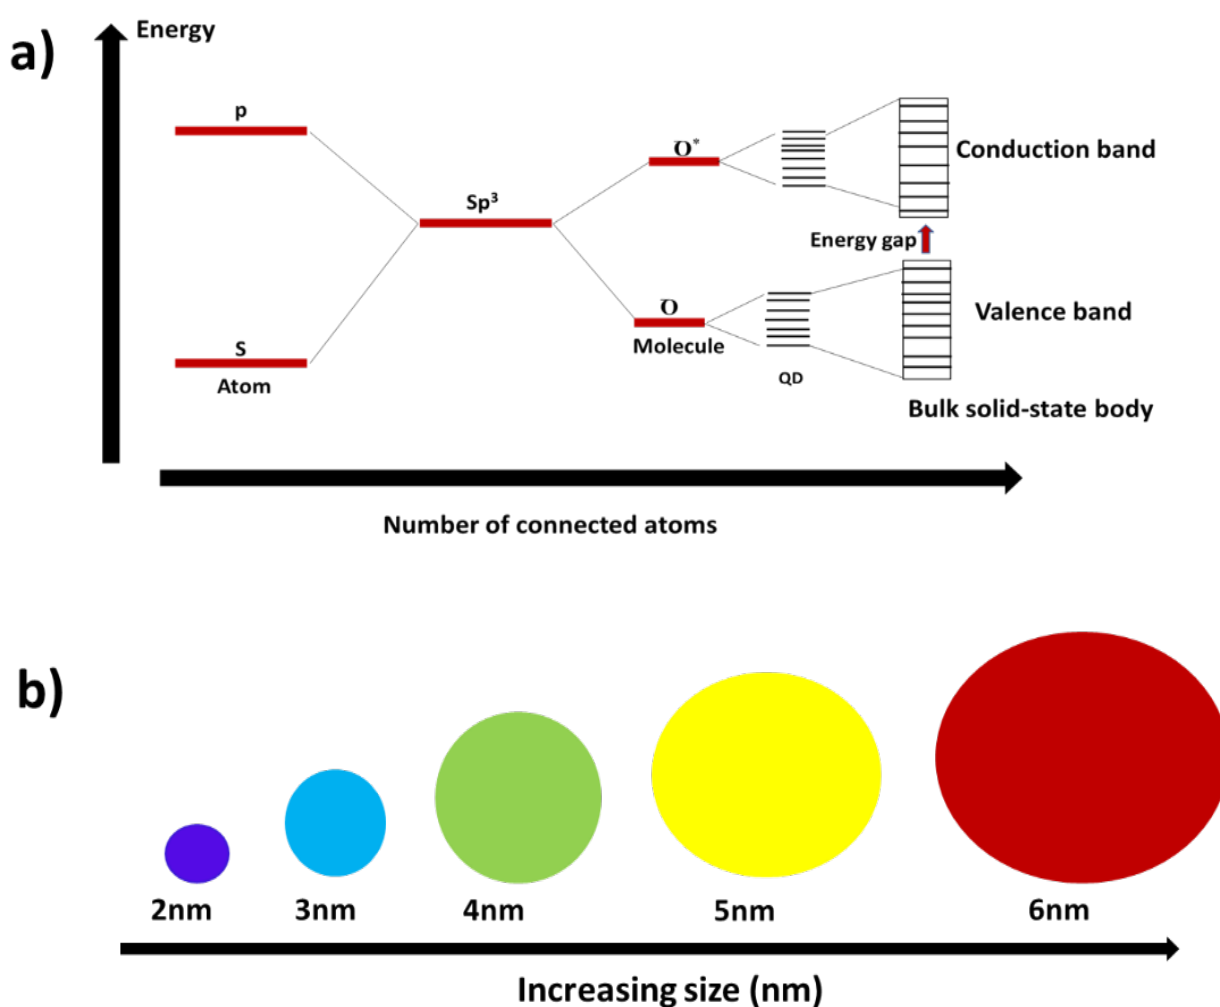 a)
Energy
p
Sp³
S
Atom
Ծ*
Ծ
Molecule
QD
Conduction band
Energy gap
Valence band
Bulk solid-state body
Number of connected atoms
b)
2nm
3nm
4nm
5nm
6nm
Increasing size (nm)